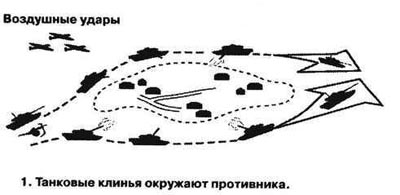 Воздушные удары
1. Танковые клинья окружают противника.